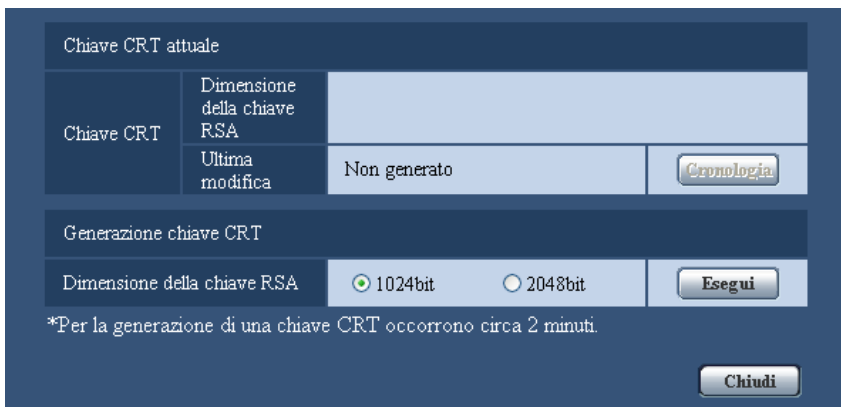 Chiave CRT attuale
Chiave CRT
Dimensione
della chiave
RSA
Ultima
modifica
Non generato
Cronologia
Generazione chiave CRT
Dimensione della chiave RSA
1024bit
2048bit
Esegui
*Per la generazione di una chiave CRT occorrono circa 2 minuti.
Chiudi